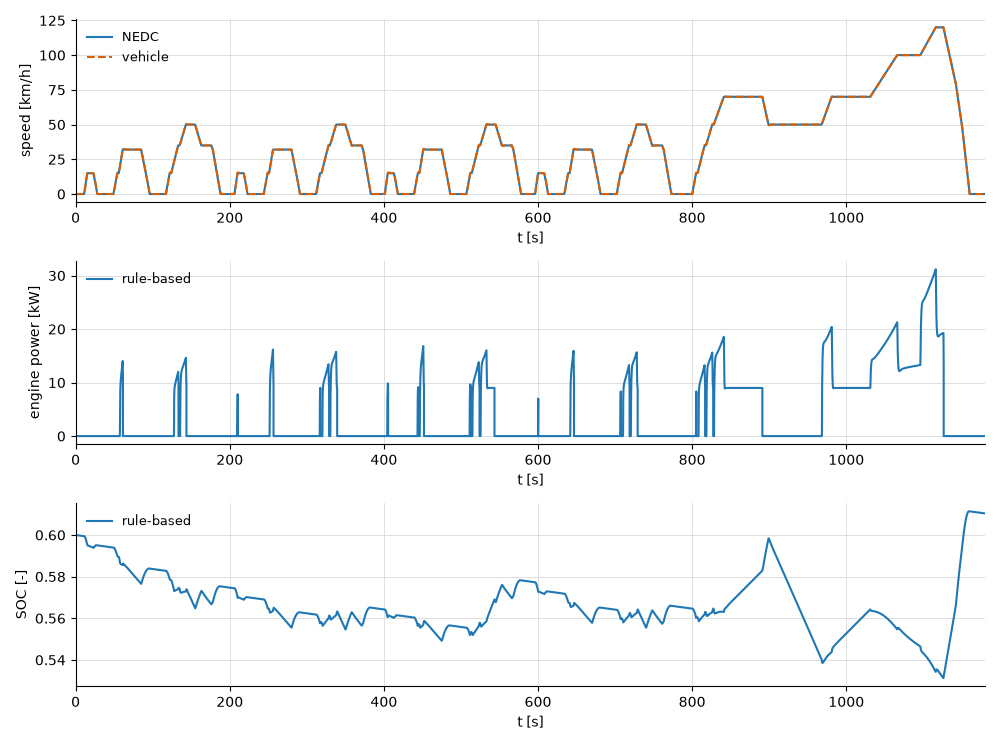 speed [km/h]
125
100
75
50
25
0
NEDC
vehicle
0 200 400 600 800 1000
t [s]
engine power [kW]
30
20
10
0
rule-based
0 200 400 600 800 1000
t [s]
SOC [-]
0.60
0.58
0.56
0.54
rule-based
0 200 400 600 800 1000
t [s]